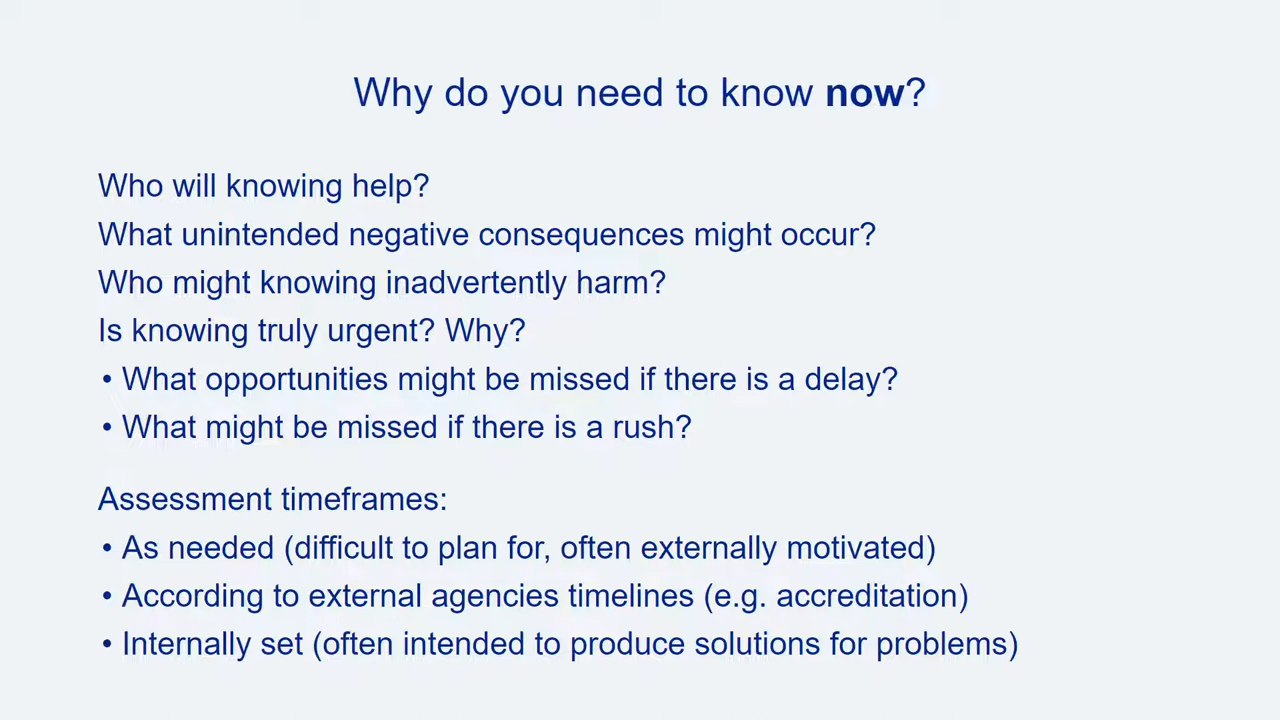 Why do you need to know now?
Who will knowing help?
What unintended negative consequences might occur?
Who might knowing inadvertently harm?
Is knowing truly urgent? Why?
• What opportunities might be missed if there is a delay?
• What might be missed if there is a rush?
Assessment timeframes:
• As needed (difficult to plan for, often externally motivated)
• According to external agencies timelines (e.g. accreditation)
• Internally set (often intended to produce solutions for problems)